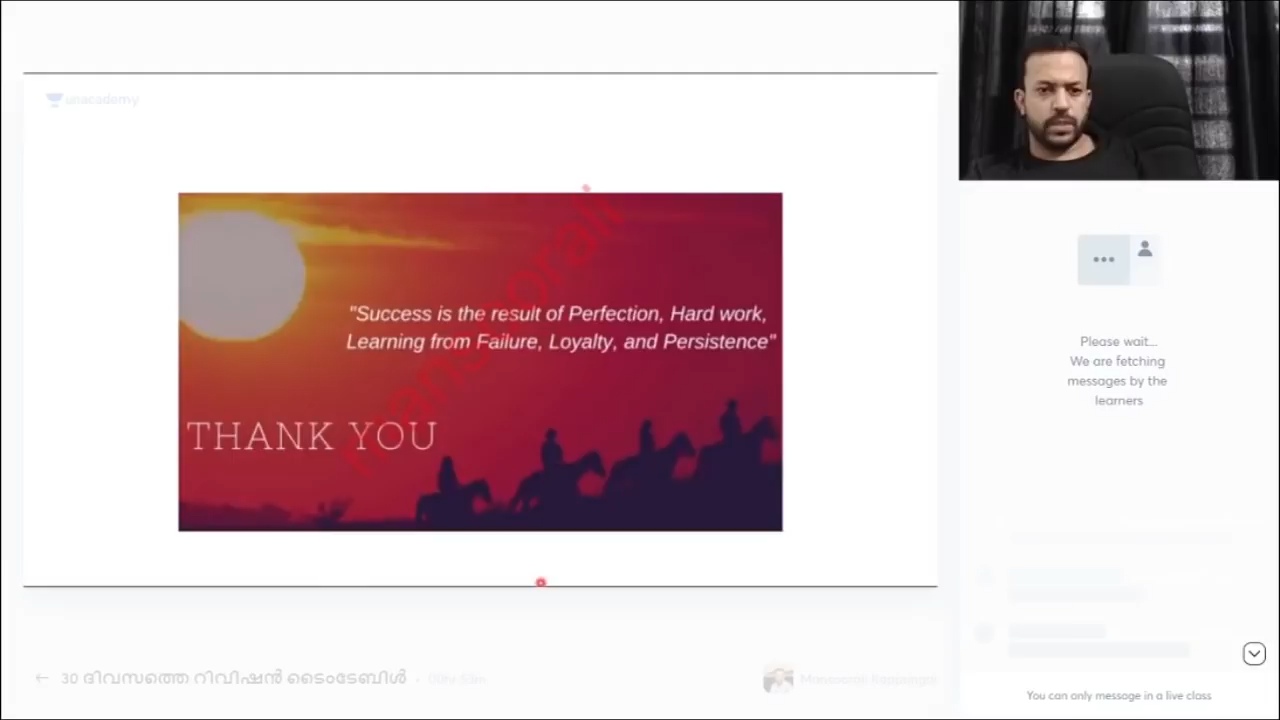 unacademy
"Success is the result of Perfection, Hard work,
Learning from Failure, Loyalty, and Persistence"
THANK YOU
Please wait...
We are fetching
messages by the
learners
30 ദിവസത്തെ റിവിഷൻ ടൈംടേബിൾ
You can only message in a live class